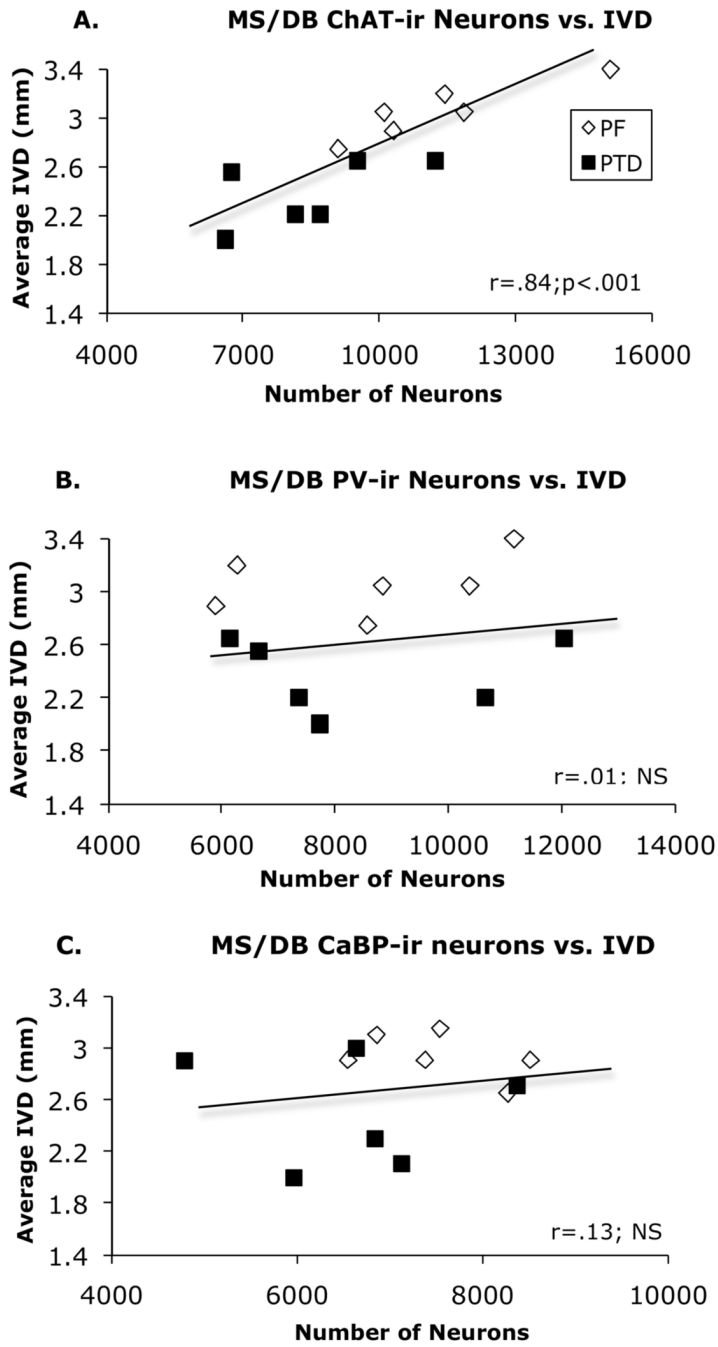 A. MS/DB ChAT-ir Neurons vs. IVD
3.4
3
2.6
2.2
1.8
1.4
Average IVD (mm)
PF
PTD
r=.84;p<.001
4000 7000 10000 13000 16000
Number of Neurons
B. MS/DB PV-ir Neurons vs. IVD
3.4
3
2.6
2.2
1.8
1.4
Average IVD (mm)
r=.01: NS
4000 6000 8000 10000 12000 14000
Number of Neurons
C. MS/DB CaBP-ir neurons vs. IVD
3.4
3
2.6
2.2
1.8
1.4
Average IVD (mm)
r=.13; NS
4000 6000 8000 10000
Number of Neurons